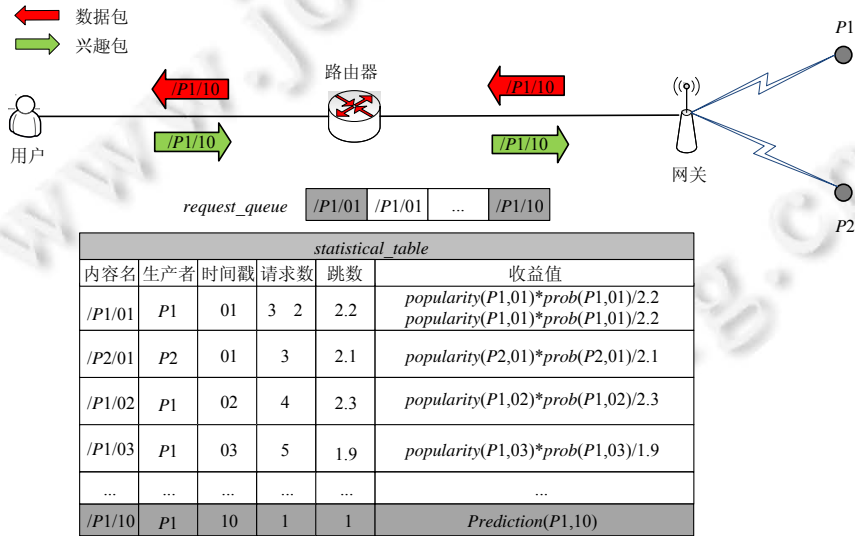 数据包
兴趣包
P1
路由器
/P1/10
/P1/10
/P1/10
/P1/10
用户
网关
P2
request_queue /P1/01 /P1/01 ... /P1/10
statistical_table
内容名 生产者 时间戳 请求数 跳数 收益值
/P1/01 P1 01 3 2 2.2 popularity(P1,01)*prob(P1,01)/2.2
popularity(P1,01)*prob(P1,01)/2.2
/P2/01 P2 01 3 2.1 popularity(P2,01)*prob(P2,01)/2.1
/P1/02 P1 02 4 2.3 popularity(P1,02)*prob(P1,02)/2.3
/P1/03 P1 03 5 1.9 popularity(P1,03)*prob(P1,03)/1.9
... ... ... ... ... ...
/P1/10 P1 10 1 1 Prediction(P1,10)